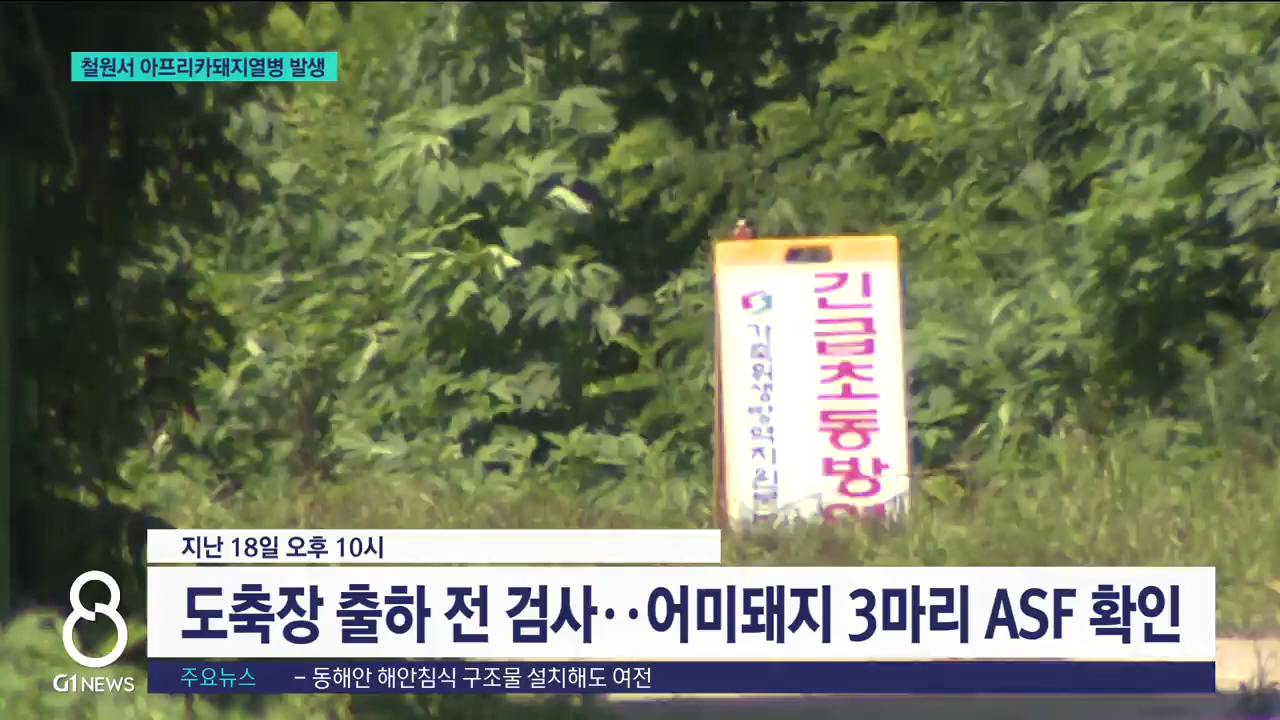 철원서 아프리카돼지열병 발생
긴급초동방역
지난 18일 오후 10시
도축장 출하 전 검사··어미돼지 3마리 ASF 확인
8
G1 NEWS
주요뉴스 - 동해안 해안침식 구조물 설치해도 여전